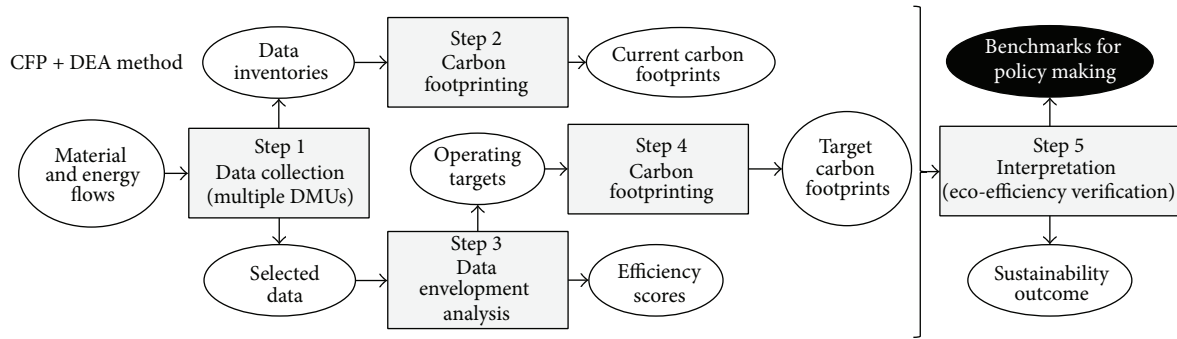 CFP + DEA method
Data
inventories
Step 2
Carbon
footprinting
Current carbon
footprints
Benchmarks for
policy making
Material
and energy
flows
Step 1
Data collection
(multiple DMUs)
Operating
targets
Step 4
Carbon
footprinting
Target
carbon
footprints
Step 5
Interpretation
(eco-efficiency verification)
Selected
data
Step 3
Data
envelopment
analysis
Efficiency
scores
Sustainability
outcome